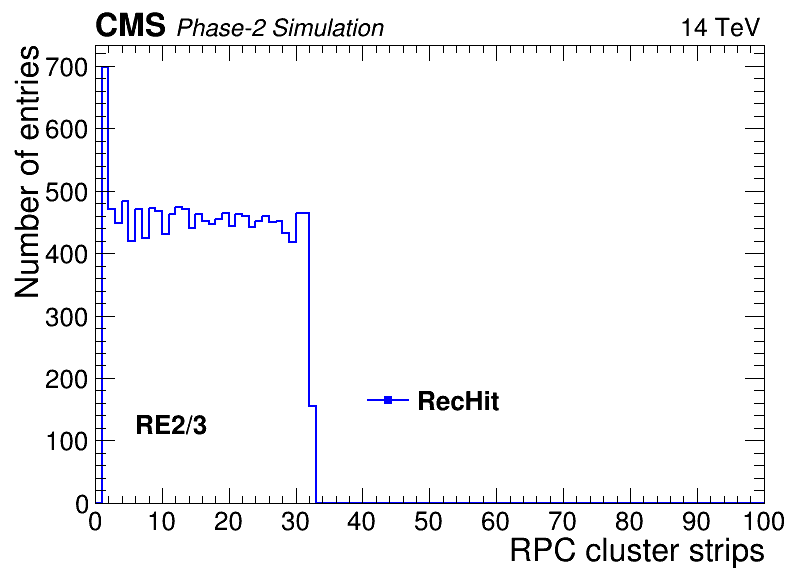 CMS Phase-2 Simulation 14 TeV
Number of entries
700
600
500
400
300
200
100
0
RecHit
RE2/3
0 10 20 30 40 50 60 70 80 90 100
RPC cluster strips